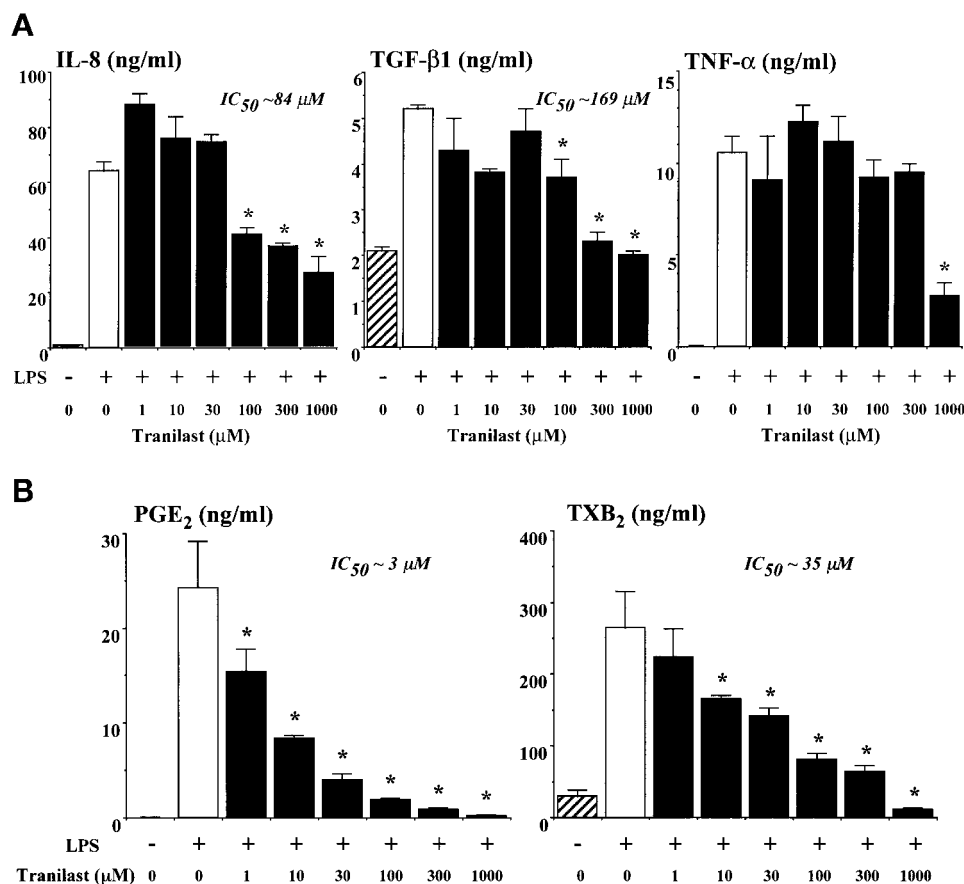 A
IL-8 (ng/ml)
TGF-β1 (ng/ml)
TNF-α (ng/ml)
100
80
60
40
20
0
IC50 ~84 μM
* * *
6
5
4
3
2
1
0
IC50 ~169 μM
* * *
15
10
5
0
*
LPS - + + + + + + +
- + + + + + + +
- + + + + + + +
0 0 1 10 30 100 300 1000
0 0 1 10 30 100 300 1000
0 0 1 10 30 100 300 1000
Tranilast (μM)
Tranilast (μM)
Tranilast (μM)
B
PGE2 (ng/ml)
TXB2 (ng/ml)
30
20
10
0
IC50 ~ 3 μM
* * * * * *
400
300
200
100
0
IC50 ~ 35 μM
* * * * *
LPS - + + + + + + +
- + + + + + + +
Tranilast (μM) 0 0 1 10 30 100 300 1000
0 0 1 10 30 100 300 1000